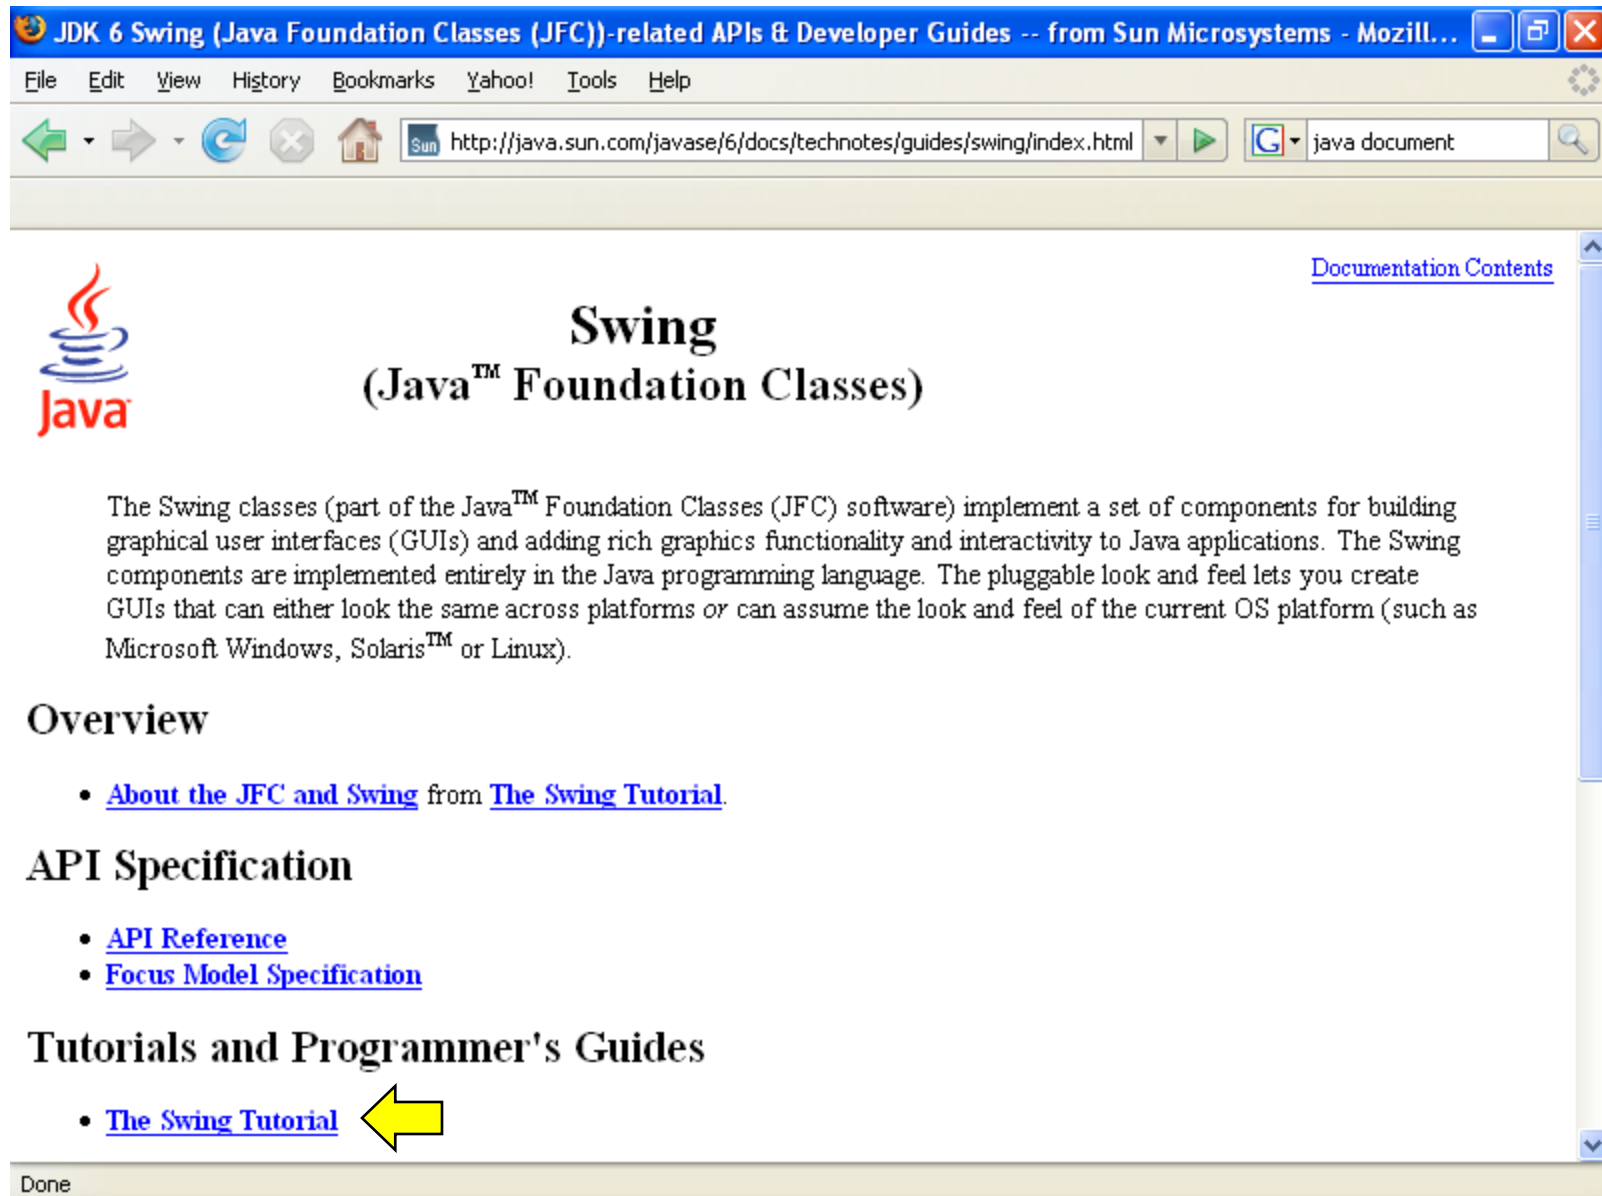 JDK 6 Swing (Java Foundation Classes (JFC))-related APIs & Developer Guides -- from Sun Microsystems - Mozill...
File Edit View History Bookmarks Yahoo! Tools Help
Sun http://java.sun.com/javase/6/docs/technotes/guides/swing/index.html G java document
Documentation Contents
Java
Swing
(Java™ Foundation Classes)
The Swing classes (part of the Java™ Foundation Classes (JFC) software) implement a set of components for building
graphical user interfaces (GUIs) and adding rich graphics functionality and interactivity to Java applications. The Swing
components are implemented entirely in the Java programming language. The pluggable look and feel lets you create
GUIs that can either look the same across platforms or can assume the look and feel of the current OS platform (such as
Microsoft Windows, Solaris™ or Linux).
Overview
• About the JFC and Swing from The Swing Tutorial.
API Specification
• API Reference
• Focus Model Specification
Tutorials and Programmer's Guides
• The Swing Tutorial
Done